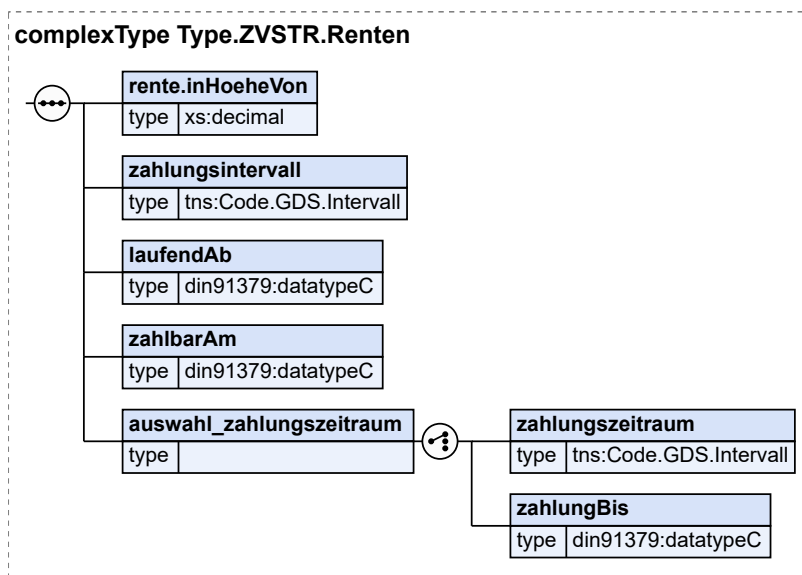 complexType Type.ZVSTR.Renten
rente.inHoeheVon
type xs:decimal
zahlungsintervall
type tns:Code.GDS.Intervall
laufendAb
type din91379:datatypeC
zahlbarAm
type din91379:datatypeC
auswahl_zahlungszeitraum
type
zahlungszeitraum
type tns:Code.GDS.Intervall
zahlungBis
type din91379:datatypeC